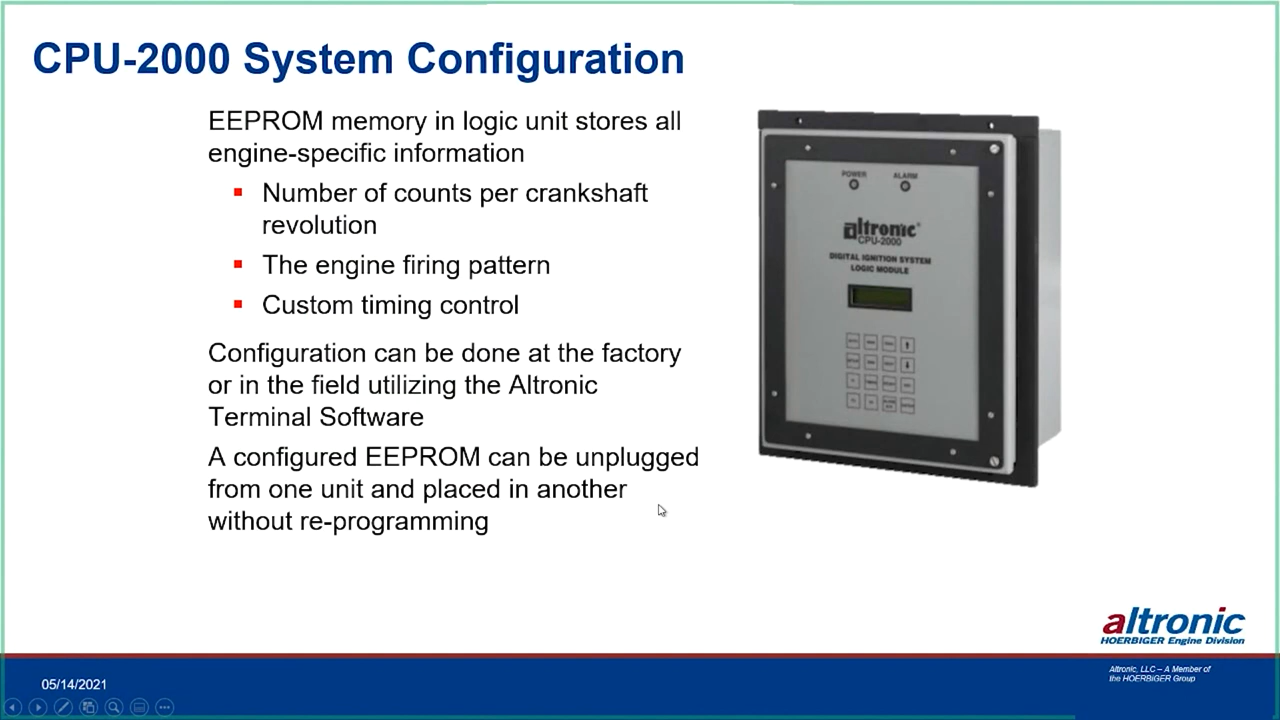 CPU-2000 System Configuration
EEPROM memory in logic unit stores all
engine-specific information
Number of counts per crankshaft
revolution
The engine firing pattern
Custom timing control
Configuration can be done at the factory
or in the field utilizing the Altronic
Terminal Software
A configured EEPROM can be unplugged
from one unit and placed in another
without re-programming
POWER ALARM
altronic
CPU-2000
DIGITAL IGNITION SYSTEM
LOGIC MODULE
altronic
HOERBIGER Engine Division
Altronic, LLC – A Member of
the HOERBIGER Group
05/14/2021